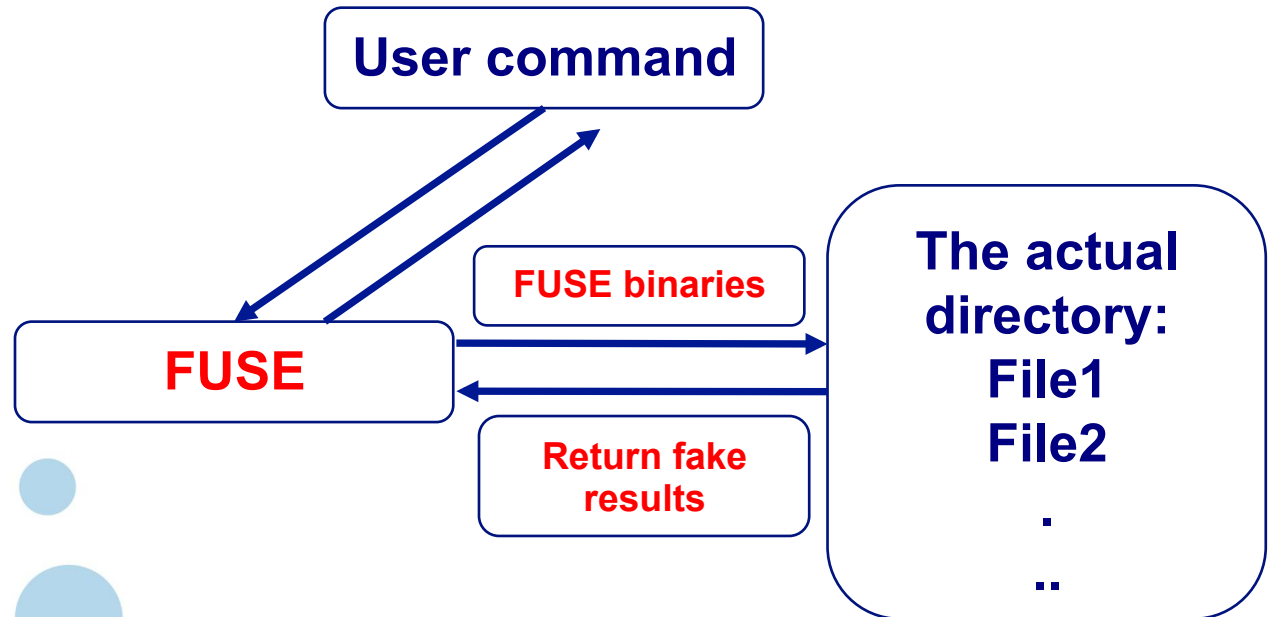 User command
FUSE binaries
FUSE
Return fake
results
The actual
directory:
File1
File2
.
..